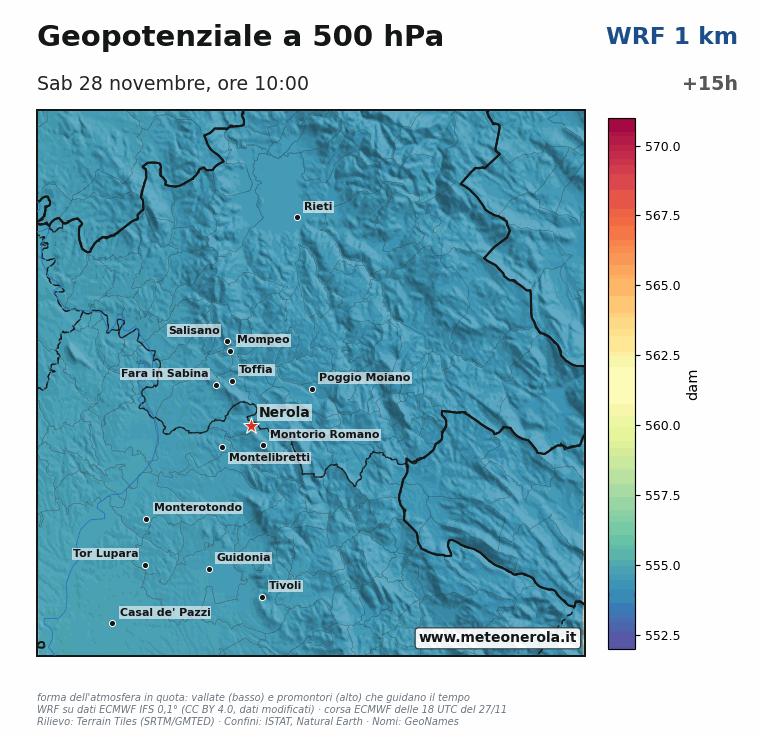 Geopotenziale a 500 hPa
WRF 1 km
Sab 28 novembre, ore 10:00
+15h
Rieti
Salisano
Mompeo
Toffia
Fara in Sabina
Poggio Moiano
Nerola
Montorio Romano
Montelibretti
Monterotondo
Tor Lupara
Guidonia
Tivoli
Casal de' Pazzi
www.meteonerola.it
570.0
567.5
565.0
562.5
560.0
557.5
555.0
552.5
dam
forma dell'atmosfera in quota: vallate (basso) e promontori (alto) che guidano il tempo
WRF su dati ECMWF IFS 0,1° (CC BY 4.0, dati modificati) · corsa ECMWF delle 18 UTC del 27/11
Rilievo: Terrain Tiles (SRTM/GMTED) · Confini: ISTAT, Natural Earth · Nomi: GeoNames